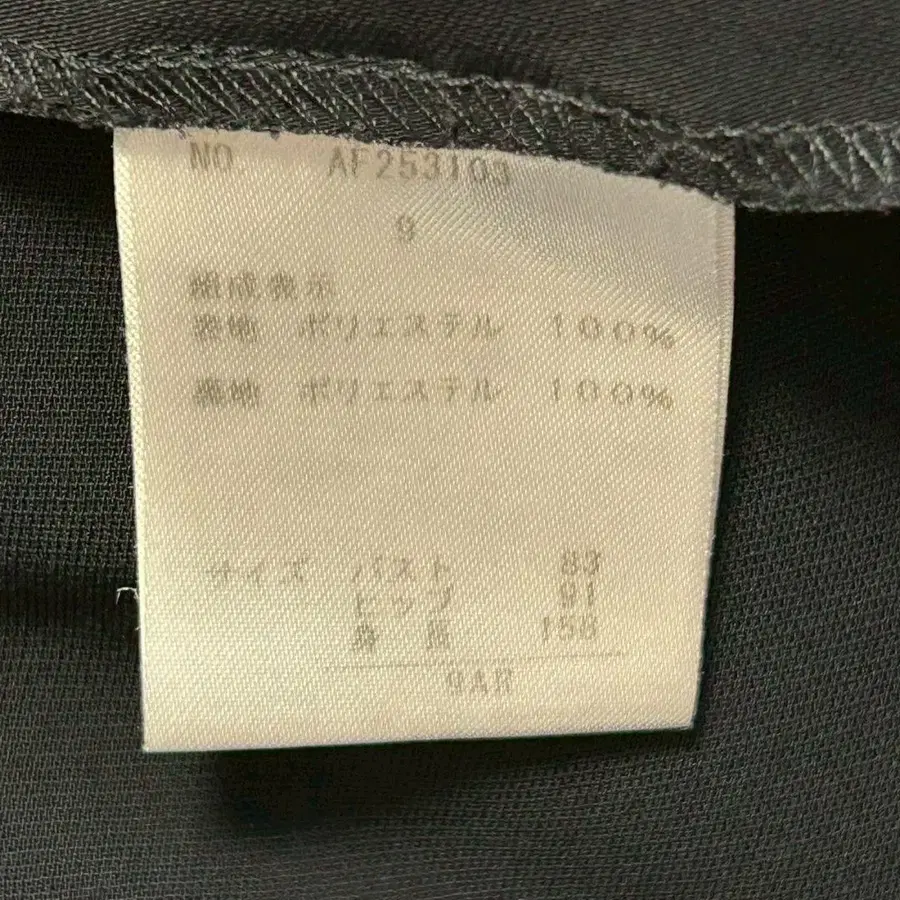 NO. AF253103
9
組成表示
表地 ポリエステル 100%
裏地 ポリエステル 100%
サイズ バスト 83
ヒップ 91
身長 158
9AR